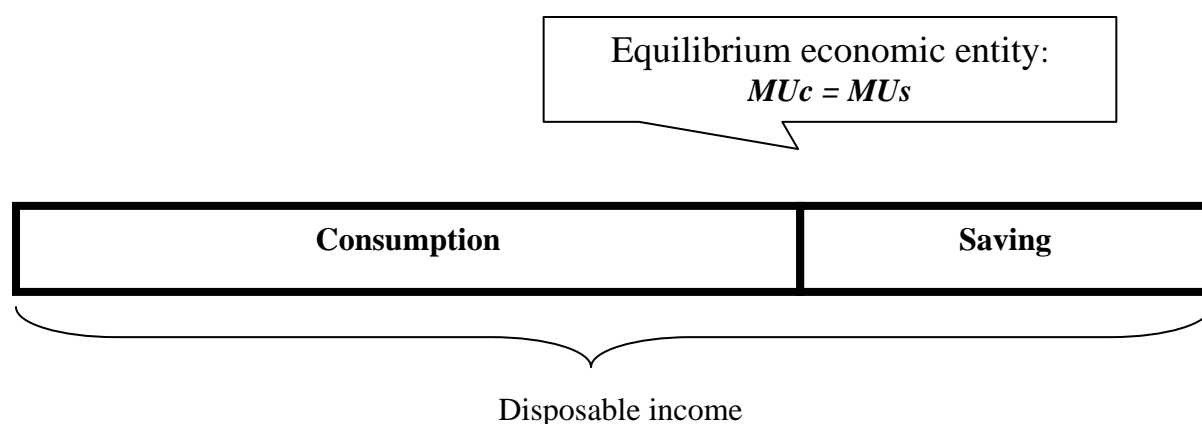 Equilibrium economic entity:
MUc = MUs
Consumption
Saving
Disposable income